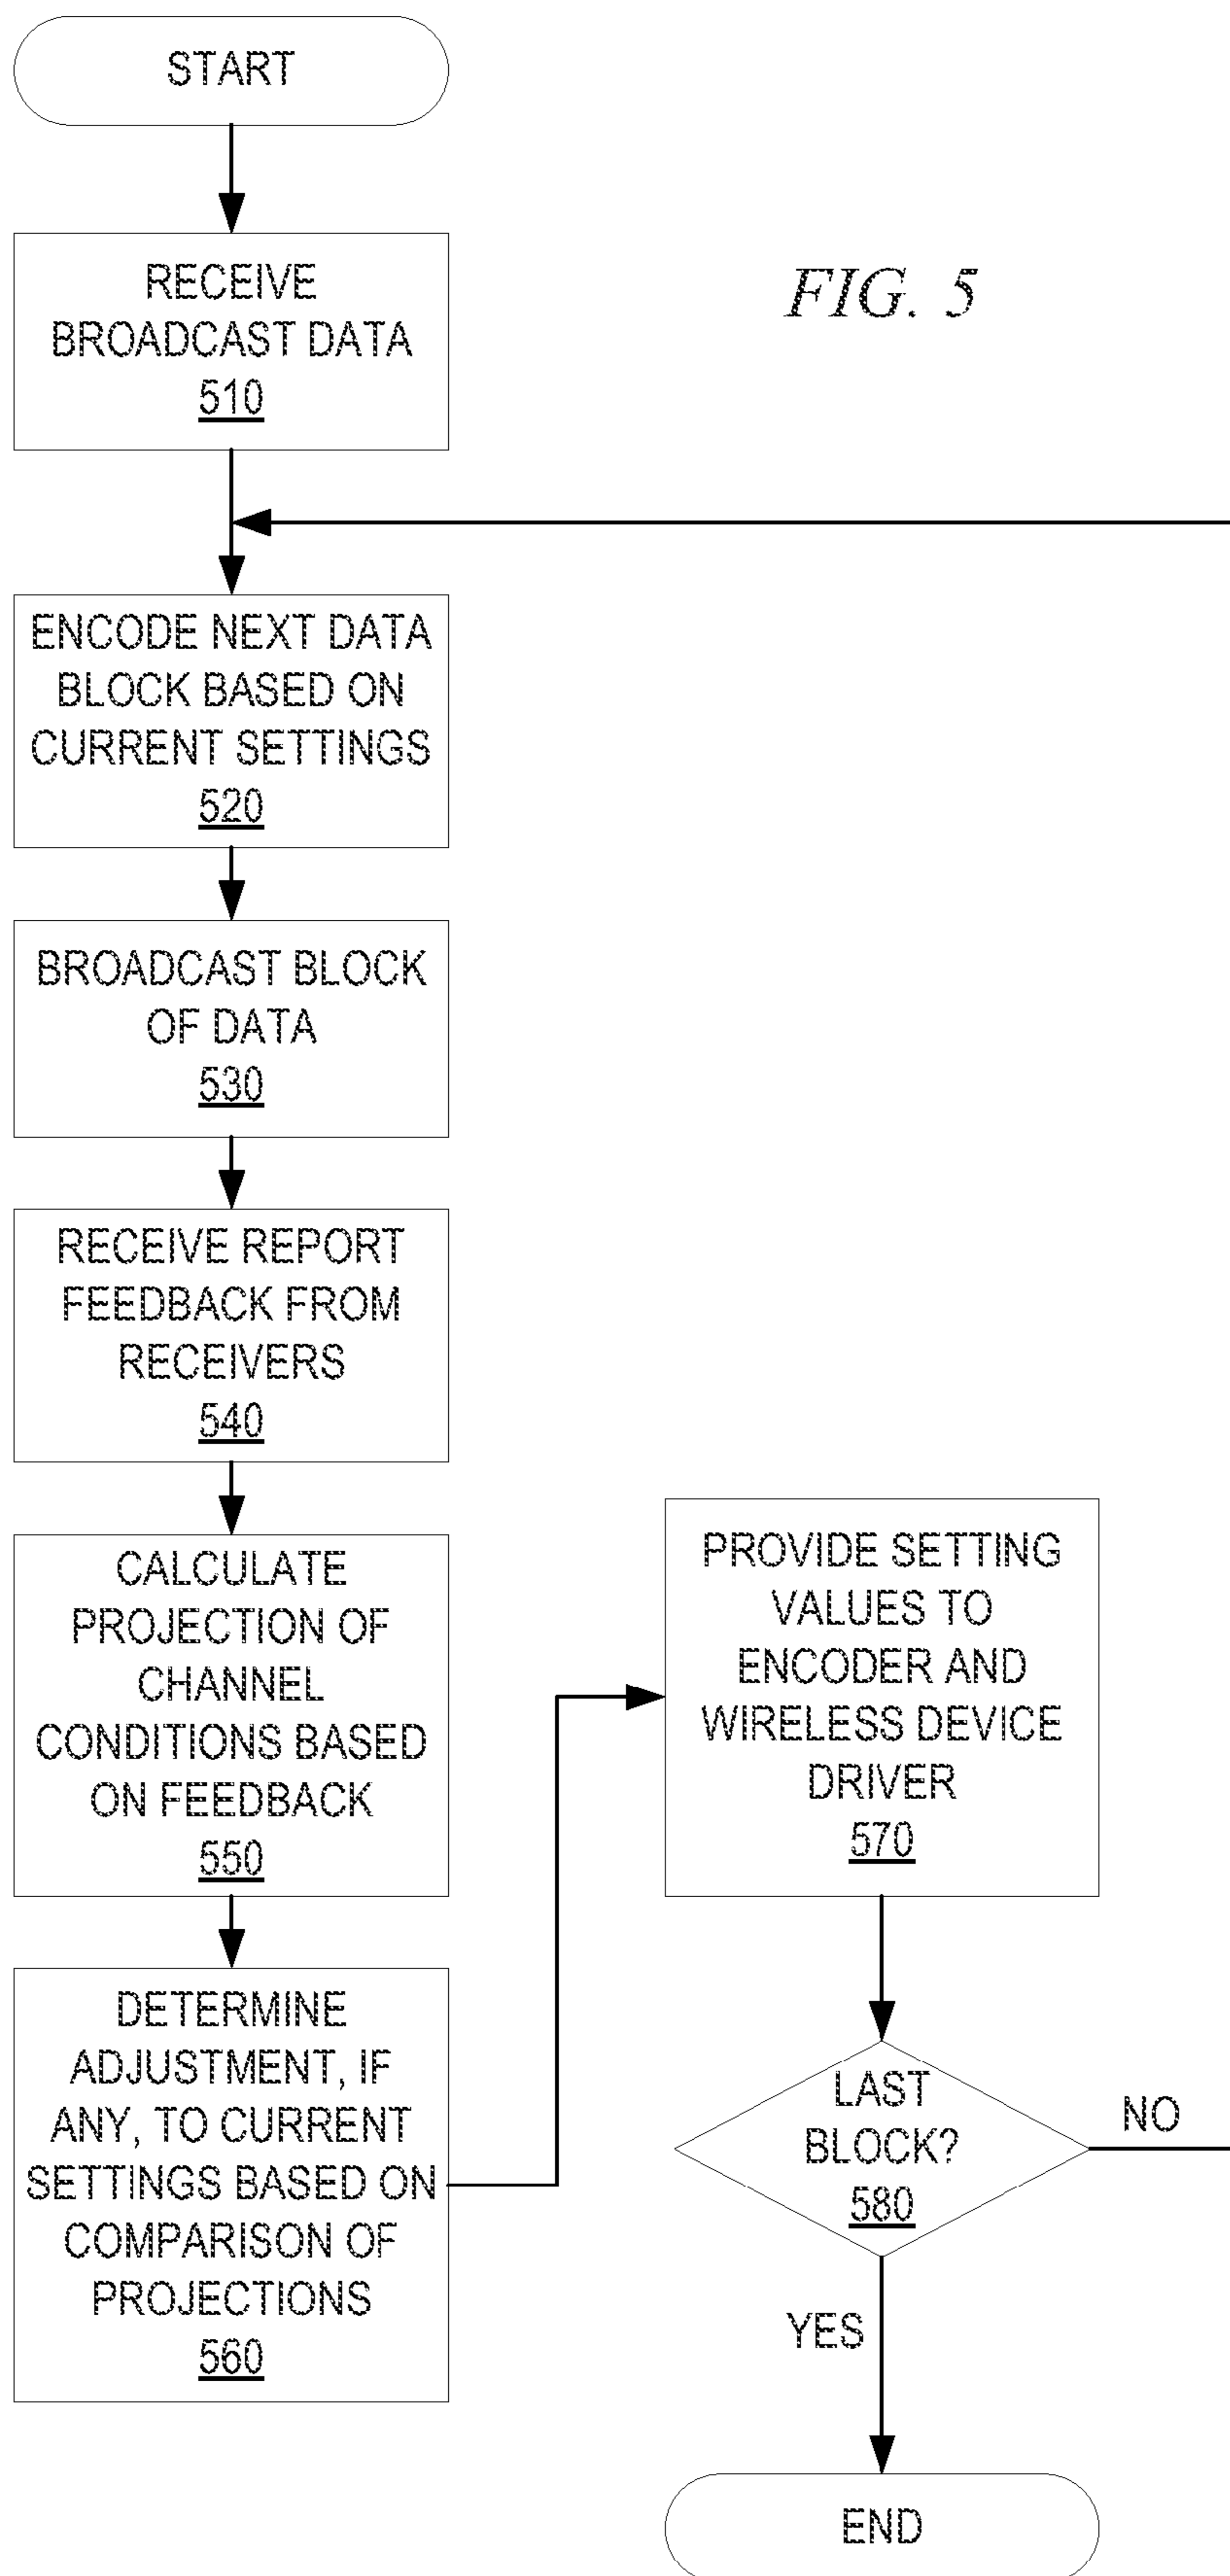 START
RECEIVE
BROADCAST DATA
510
FIG. 5
ENCODE NEXT DATA
BLOCK BASED ON
CURRENT SETTINGS
520
BROADCAST BLOCK
OF DATA
530
RECEIVE REPORT
FEEDBACK FROM
RECEIVERS
540
CALCULATE
PROJECTION OF
CHANNEL
CONDITIONS BASED
ON FEEDBACK
550
DETERMINE
ADJUSTMENT, IF
ANY, TO CURRENT
SETTINGS BASED ON
COMPARISON OF
PROJECTIONS
560
PROVIDE SETTING
VALUES TO
ENCODER AND
WIRELESS DEVICE
DRIVER
570
LAST
BLOCK?
580
NO
YES
END